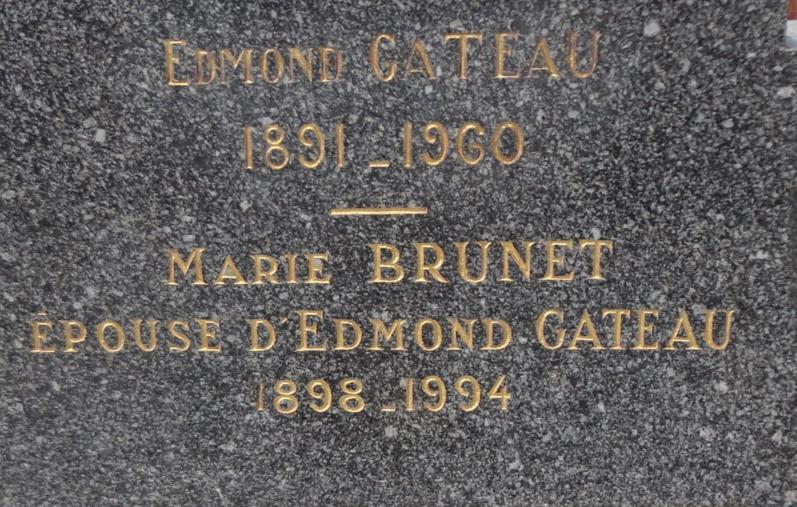 EDMOND GATEAU
1891_1960
MARIE BRUNET
ÉPOUSE D'EDMOND GATEAU
1898_1994